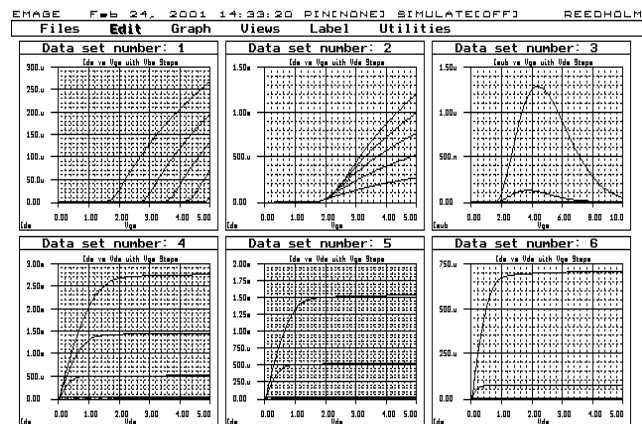 EMAGE Feb 24, 2001 14:33:20 PIN[NONE] SIMULATE[OFF] REEDHOLM
Files Edit Graph Views Label Utilities
Data set number: 1
Ids vs Vgs with Vbs Steps
300.u
250.u
200.u
150.u
100.u
50.0u
0.00
0.00 1.00 2.00 3.00 4.00 5.00
Ids Vgs
Data set number: 2
Ids vs Vgs with Vds Steps
1.50m
1.00m
500.u
0.00
0.00 1.00 2.00 3.00 4.00 5.00
Ids Vgs
Data set number: 3
Isub vs Vgs with Vds Steps
1.50u
1.00u
500.n
0.00
0.00 2.00 4.00 6.00 8.00 10.0
Isub Vgs
Data set number: 4
Ids vs Vds with Vgs Steps
3.00m
2.50m
2.00m
1.50m
1.00m
500.u
0.00
0.00 1.00 2.00 3.00 4.00 5.00
Ids Vds
Data set number: 5
Ids vs Vds with Vgs Steps
2.00m
1.75m
1.50m
1.25m
1.00m
750.u
500.u
250.u
0.00
0.00 1.00 2.00 3.00 4.00 5.00
Ids Vds
Data set number: 6
Ids vs Vds with Vgs Steps
750.u
500.u
250.u
0.00
0.00 1.00 2.00 3.00 4.00 5.00
Ids Vds